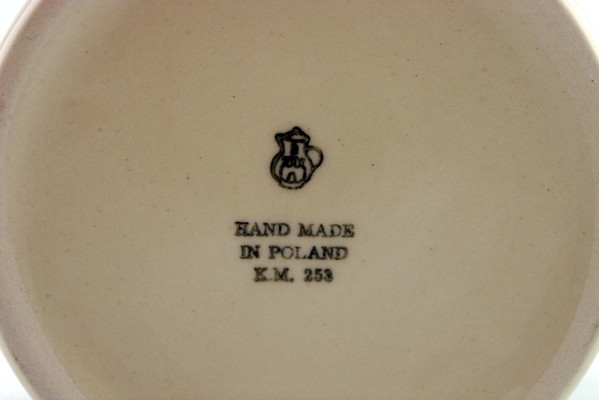 HAND MADE
IN POLAND
K.M. 253